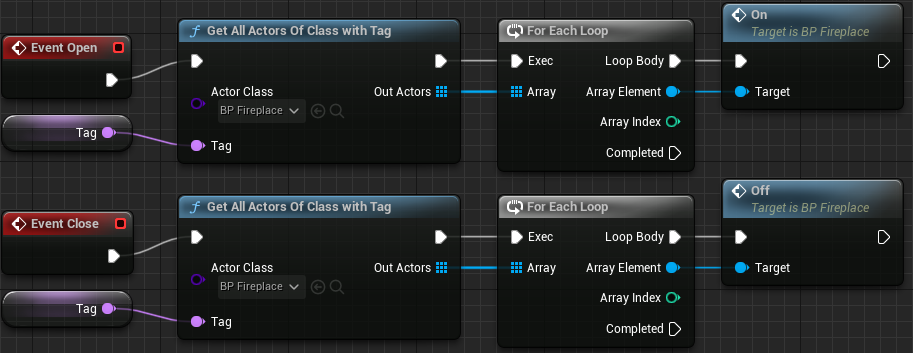 Event Open
Tag
Get All Actors Of Class with Tag
Actor Class
BP Fireplace
Out Actors
Tag
For Each Loop
Exec
Loop Body
Array
Array Element
Array Index
Completed
On
Target is BP Fireplace
Target
Event Close
Tag
Get All Actors Of Class with Tag
Actor Class
BP Fireplace
Out Actors
Tag
For Each Loop
Exec
Loop Body
Array
Array Element
Array Index
Completed
Off
Target is BP Fireplace
Target